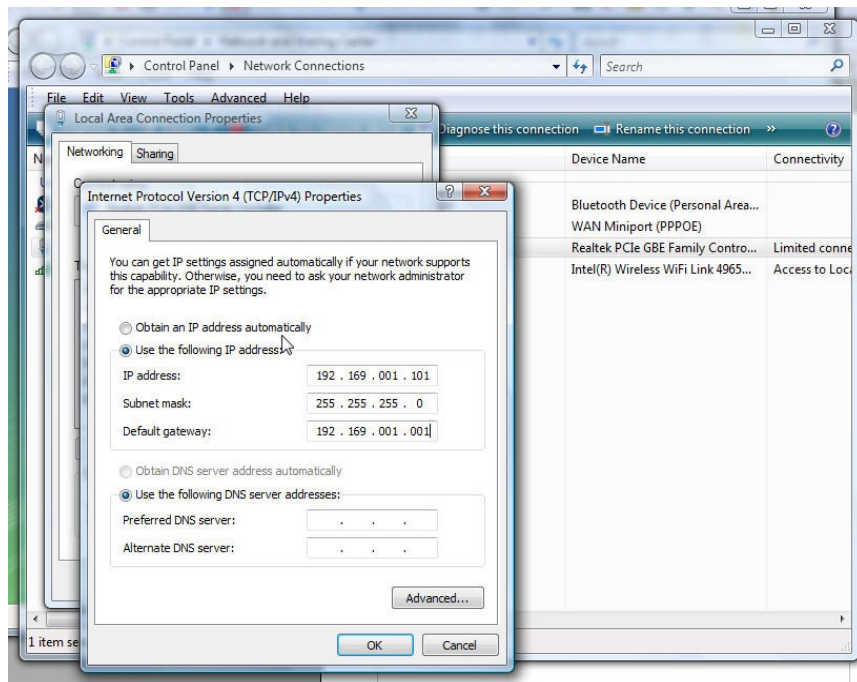 Control Panel Network Connections Search
File Edit View Tools Advanced Help
Local Area Connection Properties
Diagnose this connection Rename this connection »
Networking Sharing
Device Name Connectivity
Internet Protocol Version 4 (TCP/IPv4) Properties
Bluetooth Device (Personal Area...
WAN Miniport (PPPOE)
Realtek PCIe GBE Family Contro... Limited conne
Intel(R) Wireless WiFi Link 4965... Access to Loca
General
You can get IP settings assigned automatically if your network supports
this capability. Otherwise, you need to ask your network administrator
for the appropriate IP settings.
Obtain an IP address automatically
Use the following IP address:
IP address: 192 . 169 . 001 . 101
Subnet mask: 255 . 255 . 255 . 0
Default gateway: 192 . 169 . 001 . 001
Obtain DNS server address automatically
Use the following DNS server addresses:
Preferred DNS server: . . .
Alternate DNS server: . . .
Advanced...
1 item se
OK Cancel